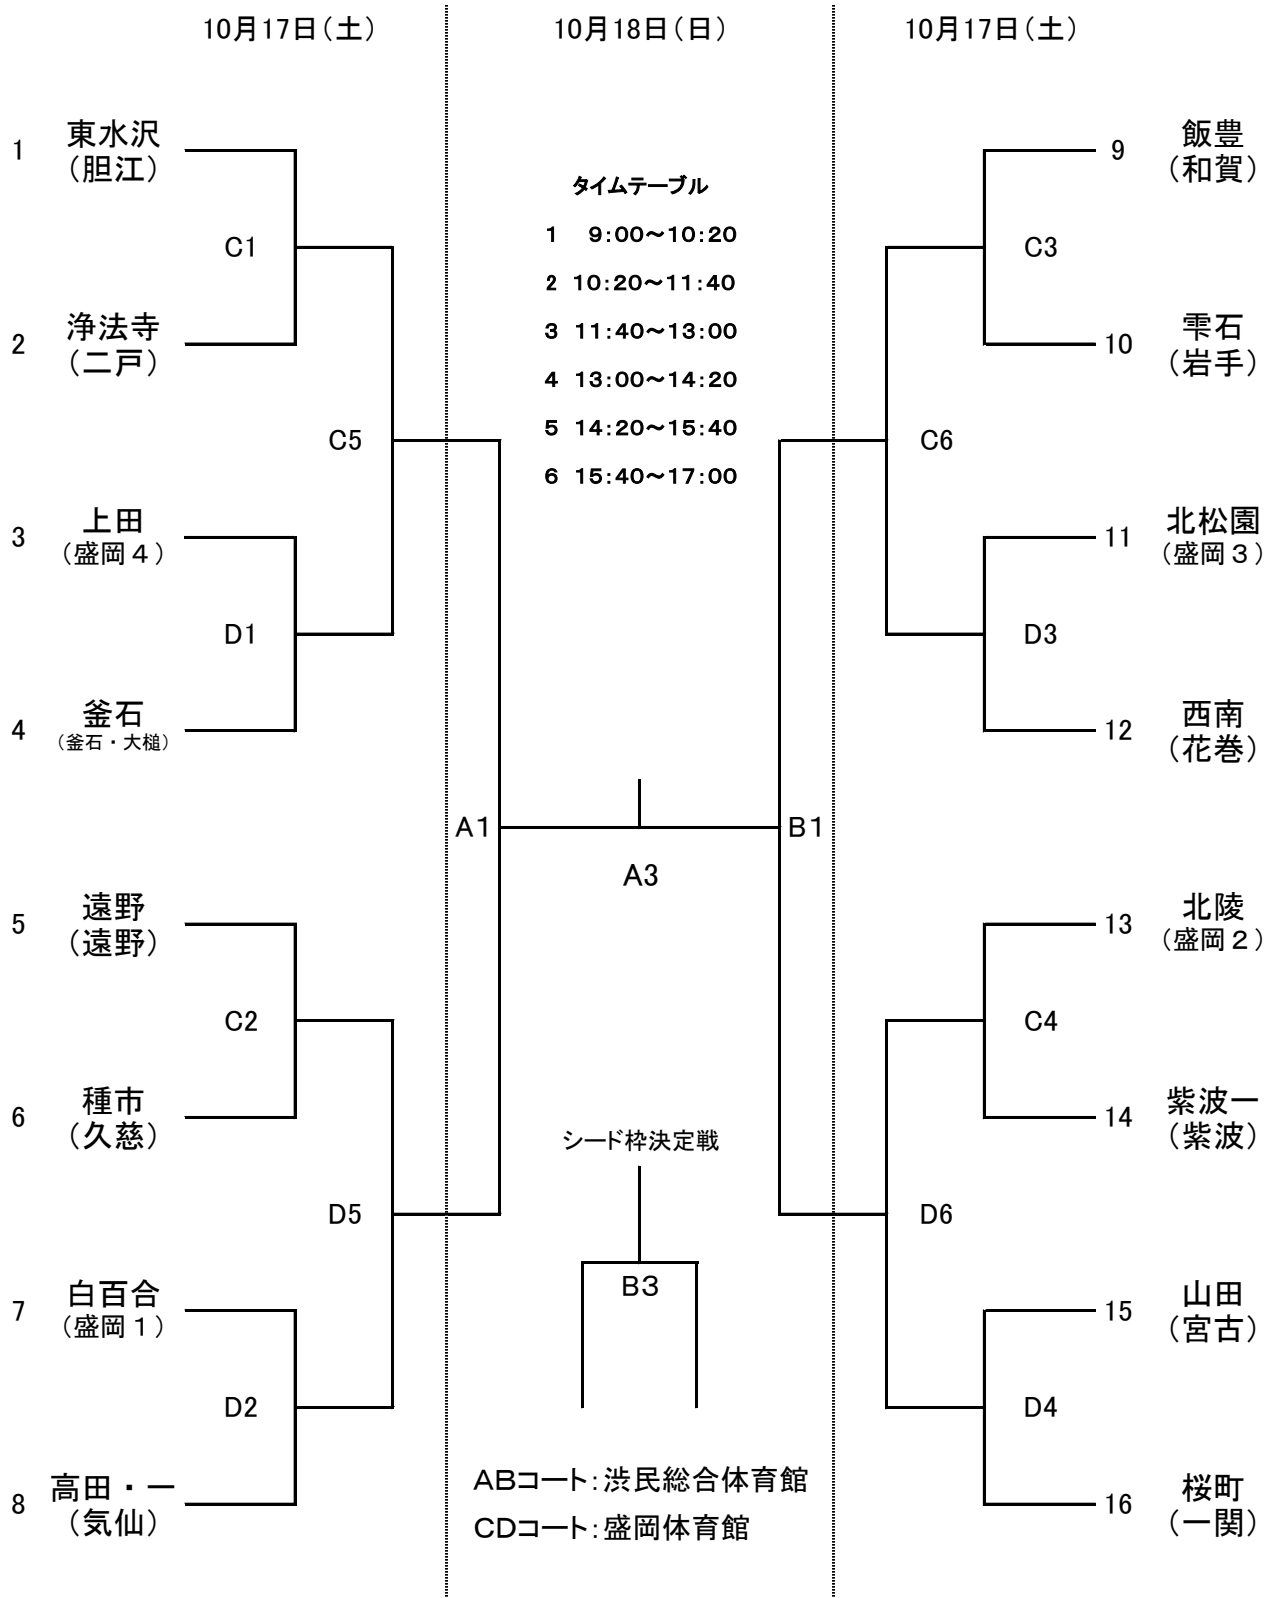 10月17日（土）
10月18日（日）
10月17日（土）
1
東水沢
（胆江）
C1
2
浄法寺
（二戸）
C5
3
上田
（盛岡４）
D1
4
釜石
（釜石・大槌）
A1
5
遠野
（遠野）
C2
6
種市
（久慈）
D5
7
白百合
（盛岡１）
D2
8
高田・一
（気仙）
タイムテーブル
1 9:00～10:20
2 10:20～11:40
3 11:40～13:00
4 13:00～14:20
5 14:20～15:40
6 15:40～17:00
A3
シード枠決定戦
B3
ABコート：渋民総合体育館
CDコート：盛岡体育館
9
飯豊
（和賀）
C3
10
雫石
（岩手）
C6
11
北松園
（盛岡３）
D3
12
西南
（花巻）
B1
13
北陵
（盛岡２）
C4
14
紫波一
（紫波）
D6
15
山田
（宮古）
D4
16
桜町
（一関）